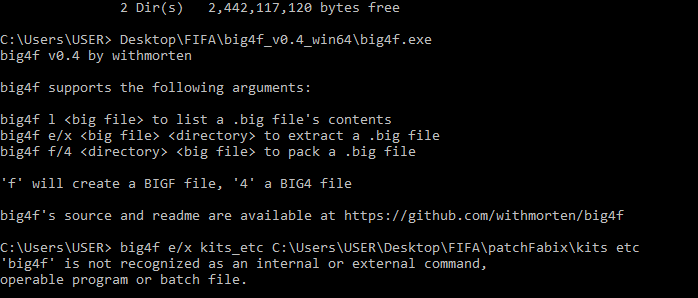 2 Dir(s)   2,442,117,120 bytes free
C:\Users\USER> Desktop\FIFA\big4f_v0.4_win64\big4f.exe
big4f v0.4 by withmorten
big4f supports the following arguments:
big4f l <big file> to list a .big file's contents
big4f e/x <big file> <directory> to extract a .big file
big4f f/4 <directory> <big file> to pack a .big file
'f' will create a BIGF file, '4' a BIG4 file
big4f's source and readme are available at https://github.com/withmorten/big4f
C:\Users\USER> big4f e/x kits_etc C:\Users\USER\Desktop\FIFA\patchFabix\kits etc
'big4f' is not recognized as an internal or external command,
operable program or batch file.